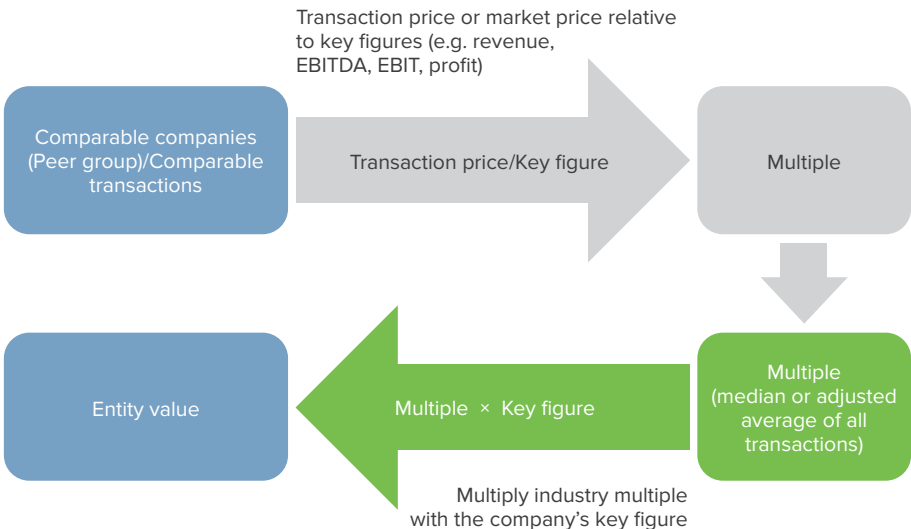 Transaction price or market price relative
to key figures (e.g. revenue,
EBITDA, EBIT, profit)
Comparable companies
(Peer group)/Comparable
transactions
Transaction price/Key figure
Multiple
Multiple
(median or adjusted
average of all
transactions)
Multiple × Key figure
Entity value
Multiply industry multiple
with the company’s key figure